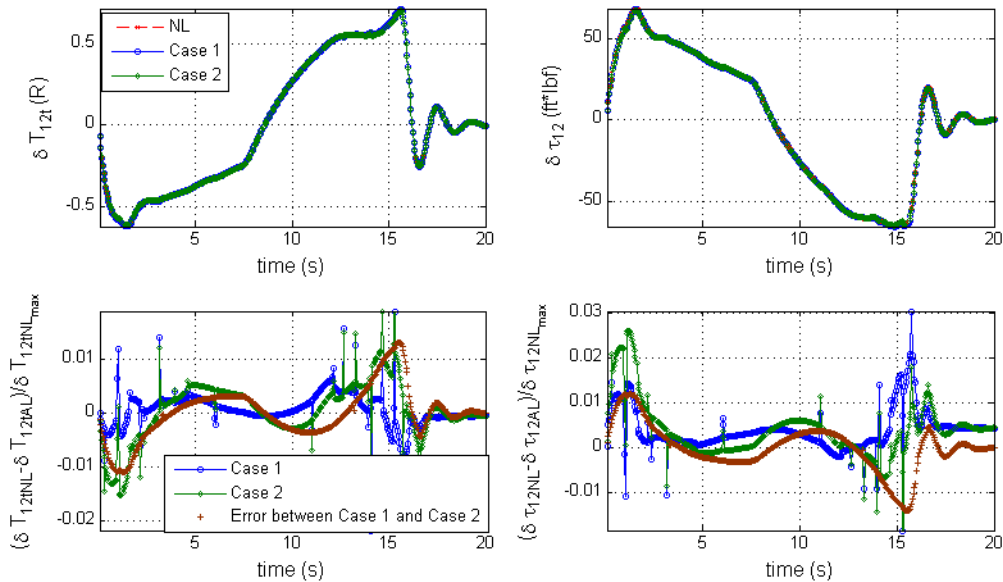 δ T12t (R)
0.5
0
-0.5
NL
Case 1
Case 2
5
10
15
20
time (s)
δ τ12 (ft*lbf)
50
0
-50
5
10
15
20
time (s)
(δ T12tNL-δ T12tAL)/δ T12tNLmax
0.01
0
-0.01
-0.02
Case 1
Case 2
Error between Case 1 and Case 2
5
10
15
20
time (s)
(δ τ12NL-δ τ12AL)/δ τ12NLmax
0.03
0.02
0.01
0
-0.01
5
10
15
20
time (s)